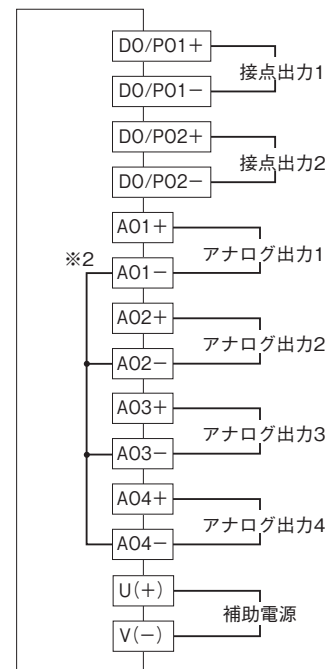 DO/PO1+
接点出力1
DO/PO1−
DO/PO2+
接点出力2
DO/PO2−
AO1+
アナログ出力1
※2
AO1−
AO2+
アナログ出力2
AO2−
AO3+
アナログ出力3
AO3−
AO4+
アナログ出力4
AO4−
U(+)
補助電源
V(−)